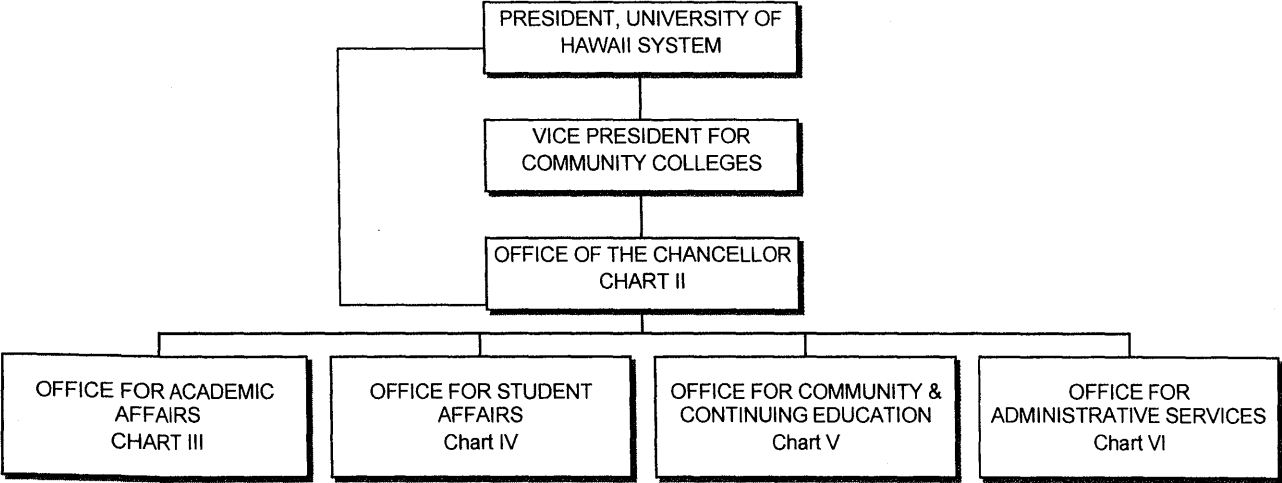 PRESIDENT, UNIVERSITY OF
HAWAII SYSTEM
VICE PRESIDENT FOR
COMMUNITY COLLEGES
OFFICE OF THE CHANCELLOR
CHART II
OFFICE FOR ACADEMIC
AFFAIRS
CHART III
OFFICE FOR STUDENT
AFFAIRS
Chart IV
OFFICE FOR COMMUNITY &
CONTINUING EDUCATION
Chart V
OFFICE FOR
ADMINISTRATIVE SERVICES
Chart VI